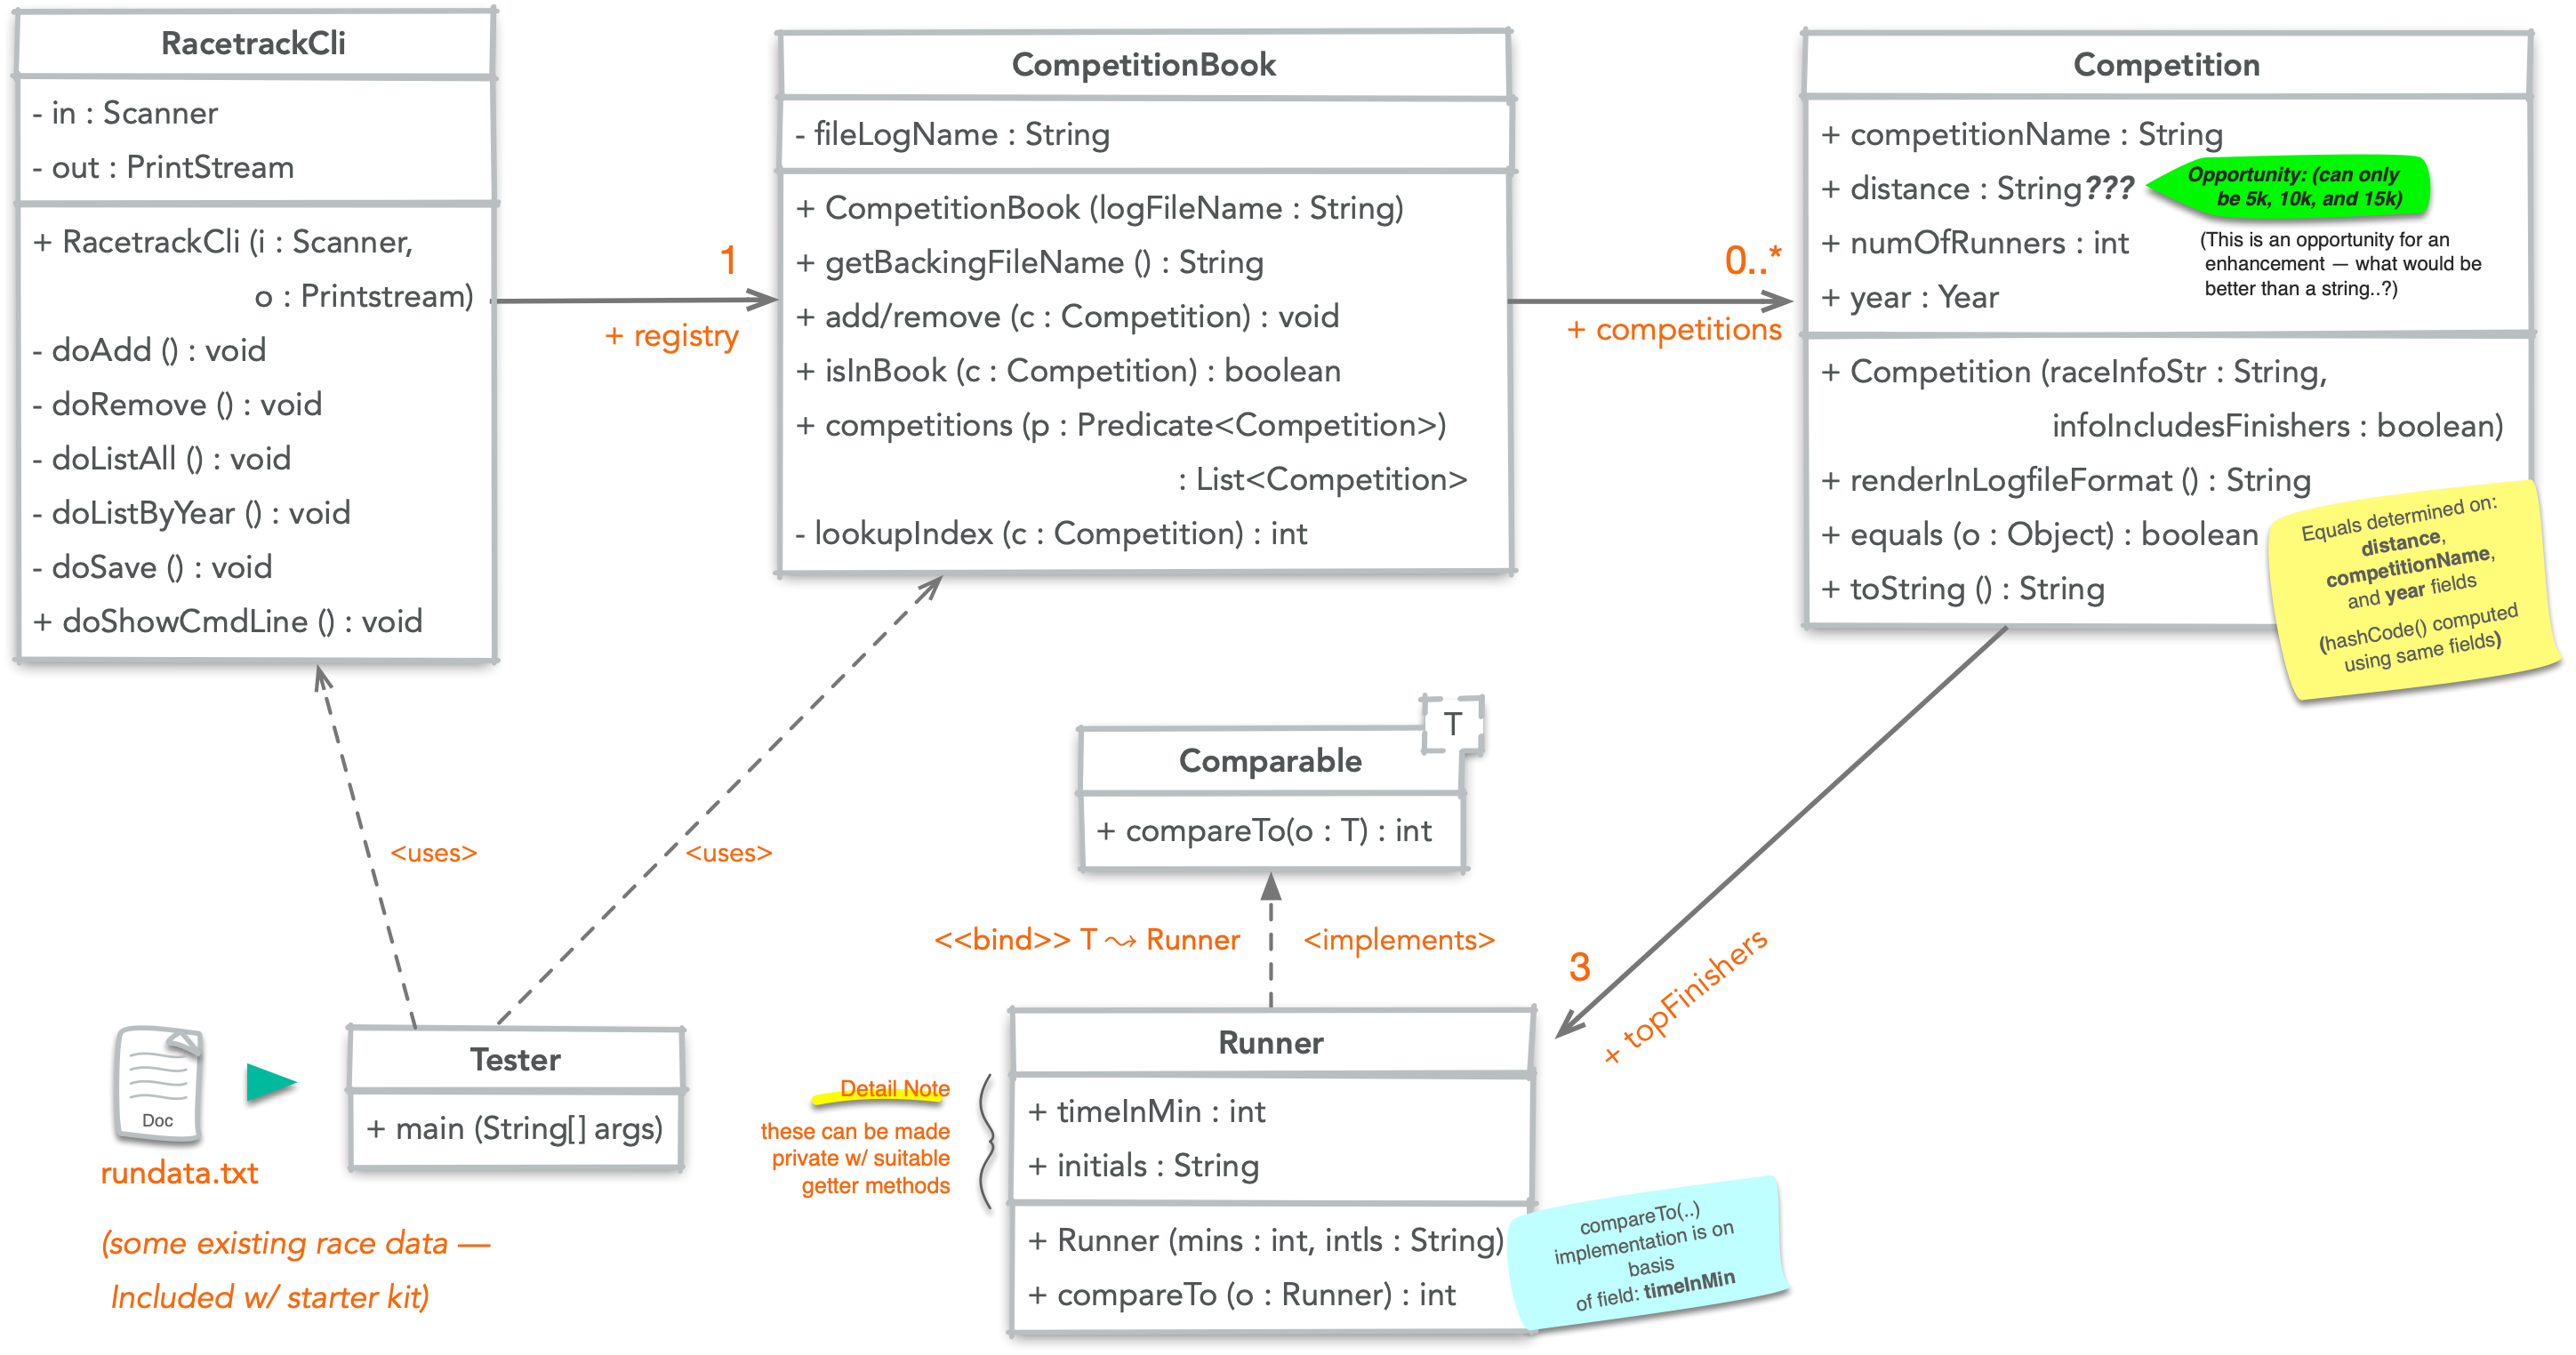 RacetrackCli
- in : Scanner
- out : PrintStream
+ RacetrackCli (i : Scanner,
o : Printstream)
- doAdd () : void
- doRemove () : void
- doListAll () : void
- doListByYear () : void
- doSave () : void
+ doShowCmdLine () : void
1
+ registry
CompetitionBook
- fileLogName : String
+ CompetitionBook (logFileName : String)
+ getBackingFileName () : String
+ add/remove (c : Competition) : void
+ isInBook (c : Competition) : boolean
+ competitions (p : Predicate<Competition>)
: List<Competition>
- lookupIndex (c : Competition) : int
0..*
+ competitions
Competition
+ competitionName : String
+ distance : String???
Opportunity: (can only
be 5k, 10k, and 15k)
+ numOfRunners : int
(This is an opportunity for an
enhancement — what would be
better than a string..?)
+ year : Year
+ Competition (raceInfoStr : String,
infoIncludesFinishers : boolean)
+ renderInLogfileFormat () : String
+ equals (o : Object) : boolean
+ toString () : String
Equals determined on:
distance,
competitionName,
and year fields
(hashCode() computed
using same fields)
T
Comparable
+ compareTo(o : T) : int
<uses>
<uses>
<<bind>> T ⤳ Runner
<implements>
3
+ topFinishers
Doc
rundata.txt
(some existing race data —
Included w/ starter kit)
Tester
+ main (String[] args)
Detail Note
these can be made
private w/ suitable
getter methods
Runner
+ timeInMin : int
+ initials : String
+ Runner (mins : int, intls : String)
+ compareTo (o : Runner) : int
compareTo(..)
implementation is on
basis
of field: timeInMin